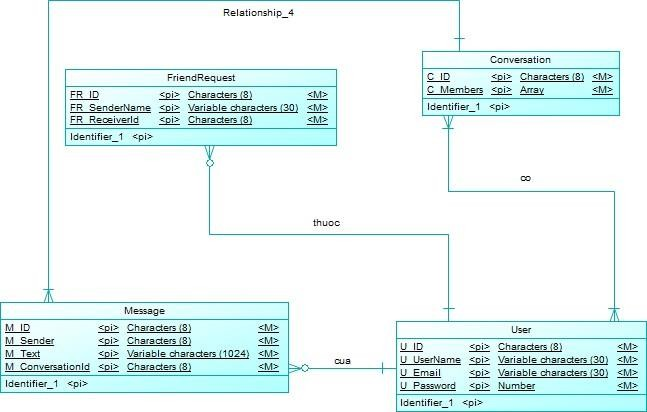 Relationship_4
Conversation
C_ID <pi> Characters (8) <M>
C_Members <pi> Array <M>
Identifier_1 <pi>
FriendRequest
FR_ID <pi> Characters (8) <M>
FR_SenderName <pi> Variable characters (30) <M>
FR_ReceiverId <pi> Characters (8) <M>
Identifier_1 <pi>
co
thuoc
Message
M_ID <pi> Characters (8) <M>
M_Sender <pi> Characters (8) <M>
M_Text <pi> Variable characters (1024) <M>
M_ConversationId <pi> Characters (8) <M>
Identifier_1 <pi>
cua
User
U_ID <pi> Characters (8) <M>
U_UserName <pi> Variable characters (30) <M>
U_Email <pi> Variable characters (30) <M>
U_Password <pi> Number <M>
Identifier_1 <pi>